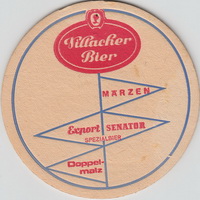 Villacher
Bier
MÄRZEN
Export SENATOR
SPEZIALBIER
Doppel-
malz